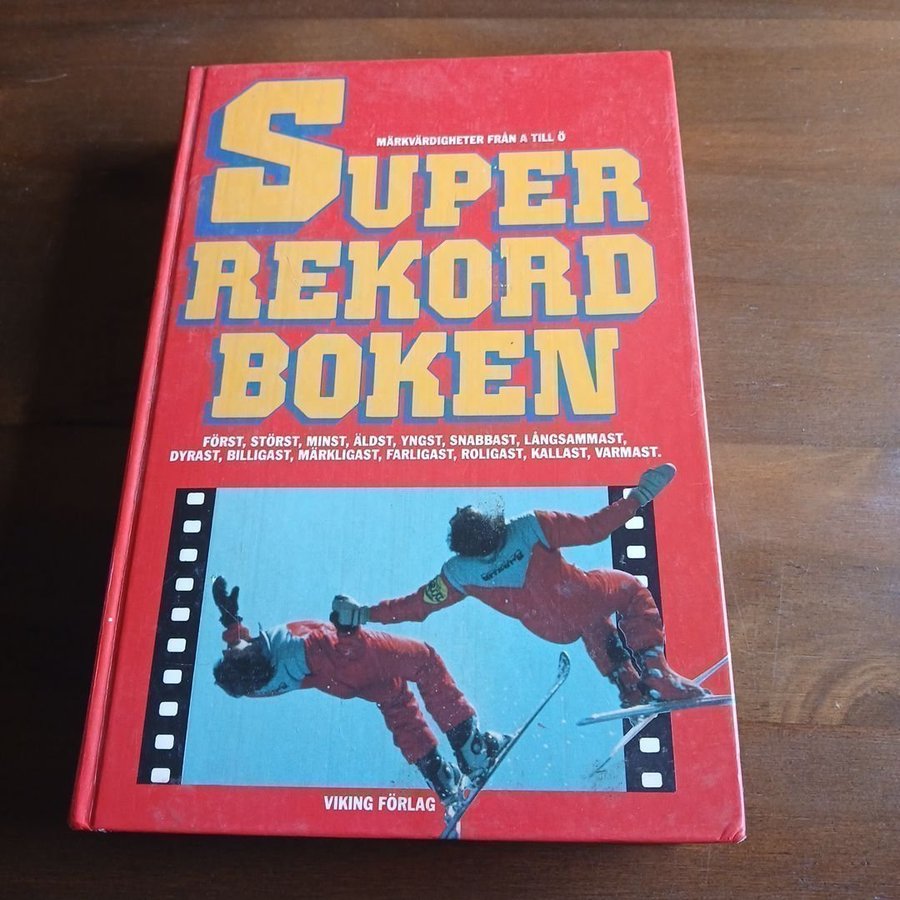 MÄRKVÄRDIGHETER FRÅN A TILL Ö
SUPER
REKORD
BOKEN
FÖRST, STÖRST, MINST, ÄLDST, YNGST, SNABBAST, LÅNGSAMMAST,
DYRAST, BILLIGAST, MÄRKLIGAST, FARLIGAST, ROLIGAST, KALLAST, VARMAST.
VIKING FÖRLAG